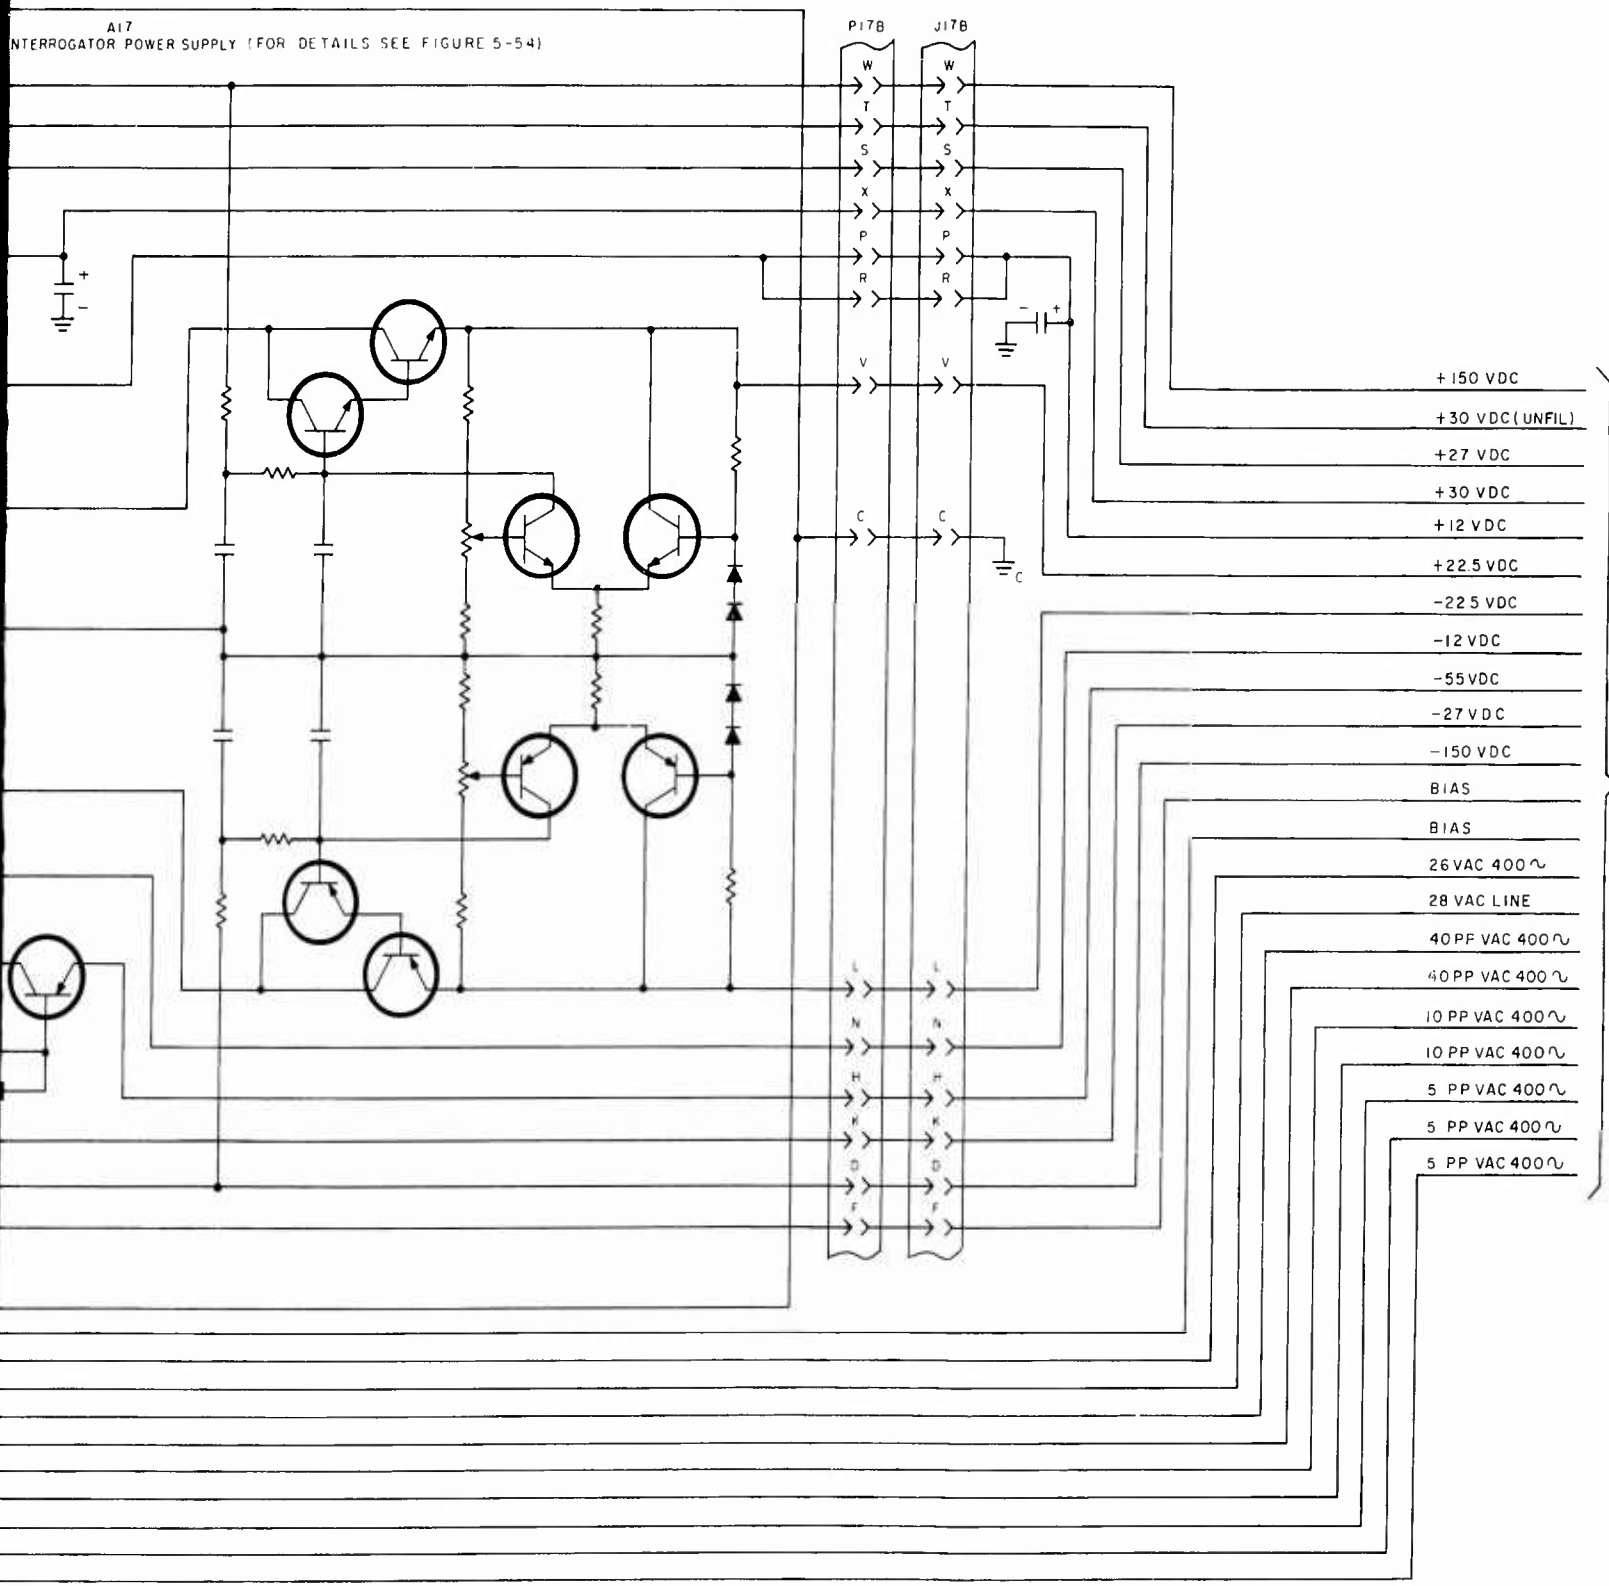 A17
NTERROGATOR POWER SUPPLY (FOR DETAILS SEE FIGURE 5-54)
P17B J17B
W W
T T
S S
X X
P P
R R
+
-
- +
V V
C C
C
L L
N N
H H
K K
D D
F F
+150 VDC
+30 VDC (UNFIL)
+27 VDC
+30 VDC
+12 VDC
+22.5 VDC
-22.5 VDC
-12 VDC
-55 VDC
-27 VDC
-150 VDC
BIAS
BIAS
26 VAC 400~
28 VAC LINE
40 PP VAC 400~
40 PP VAC 400~
10 PP VAC 400~
10 PP VAC 400~
5 PP VAC 400~
5 PP VAC 400~
5 PP VAC 400~